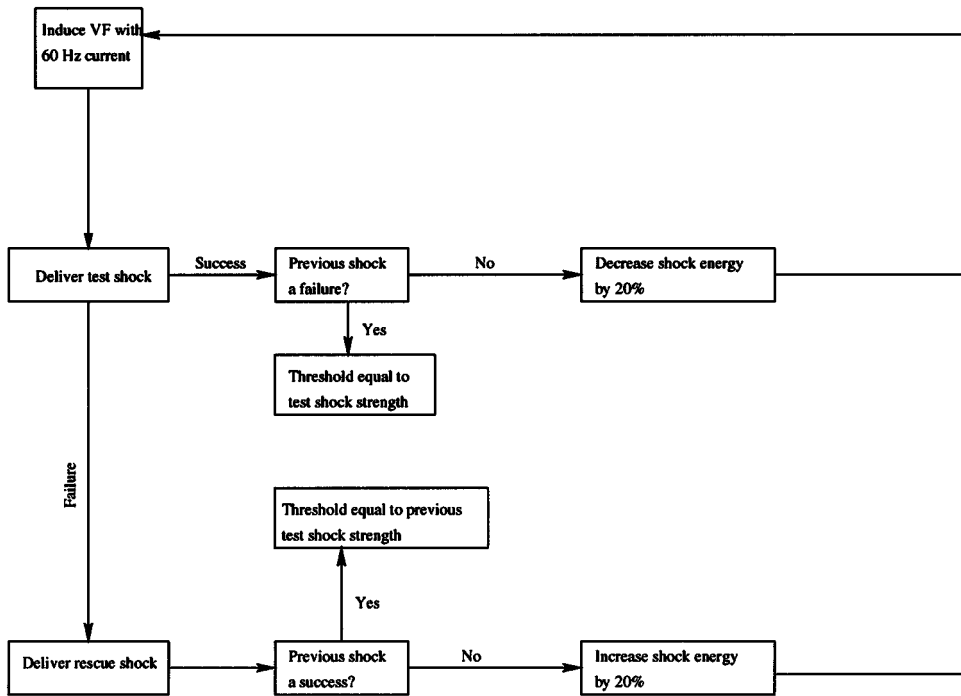 Induce VF with
60 Hz current
Deliver test shock
Success
Previous shock
a failure?
No
Decrease shock energy
by 20%
Yes
Threshold equal to
test shock strength
Failure
Threshold equal to previous
test shock strength
Yes
Deliver rescue shock
Previous shock
a success?
No
Increase shock energy
by 20%